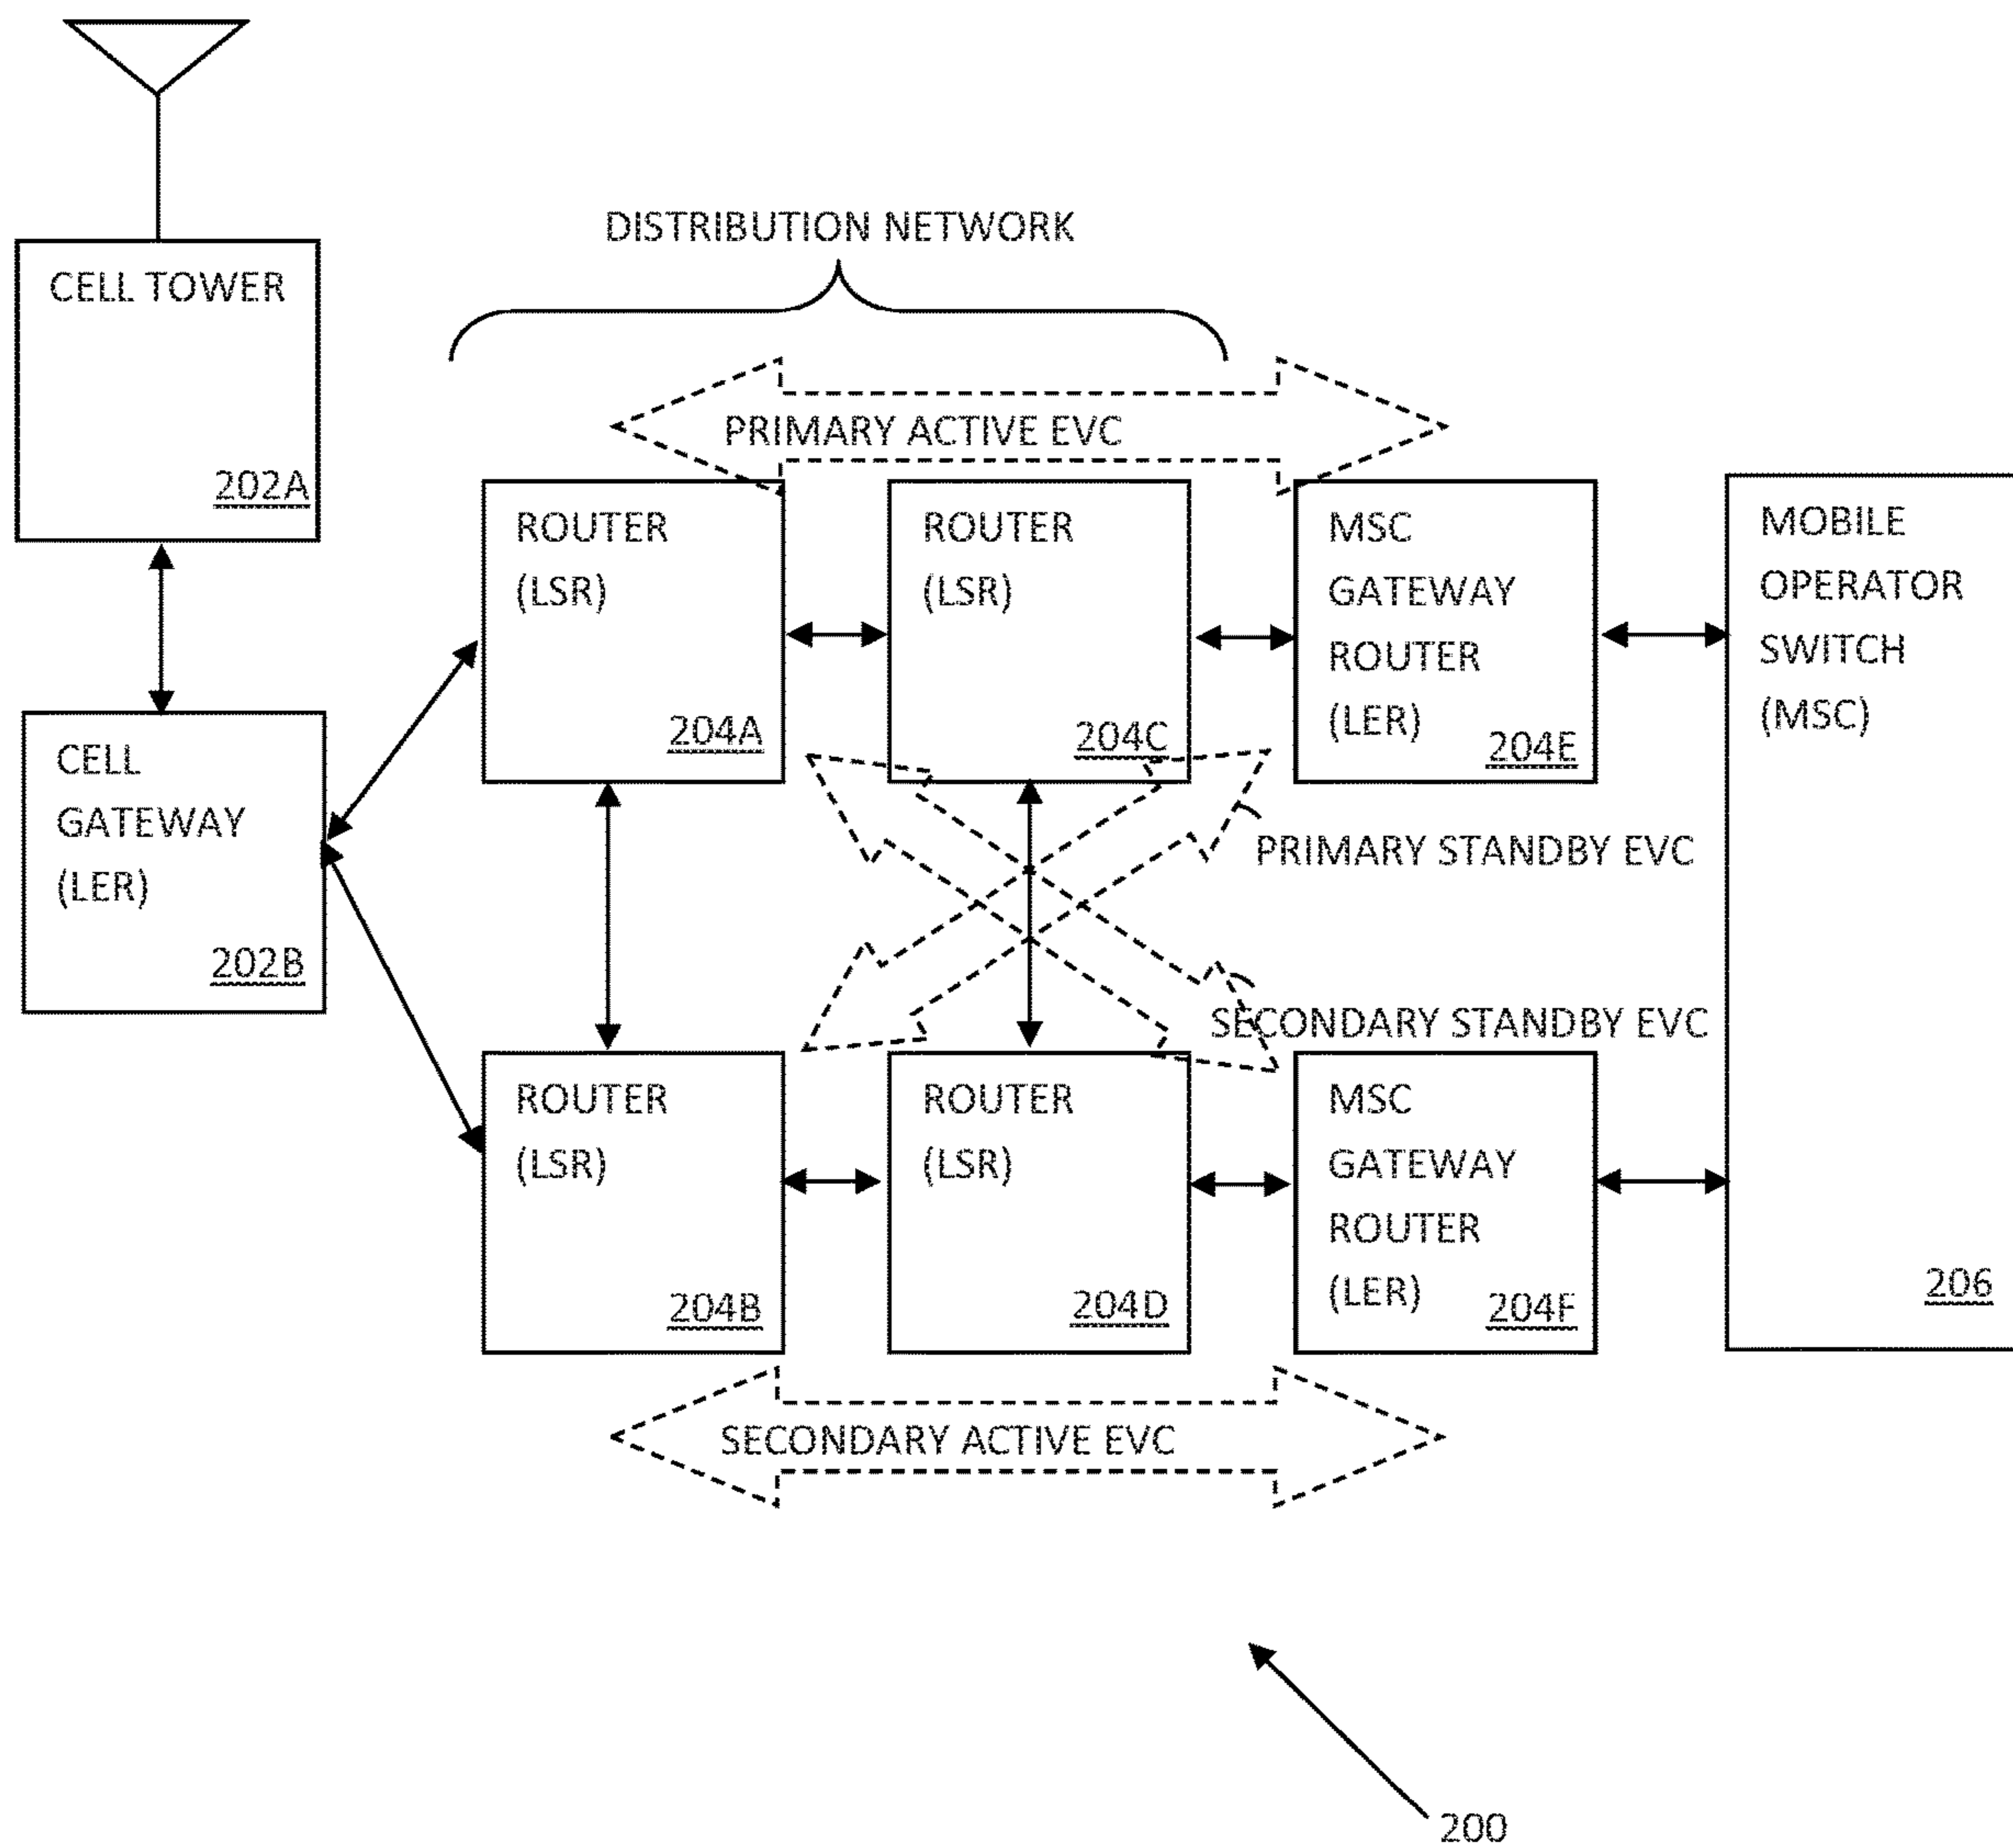 DISTRIBUTION NETWORK
CELL TOWER
202A
PRIMARY ACTIVE EVC
ROUTER
(LSR)
204A
ROUTER
(LSR)
204C
MSC
GATEWAY
ROUTER
(LER)
204E
MOBILE
OPERATOR
SWITCH
(MSC)
206
CELL
GATEWAY
(LER)
202B
PRIMARY STANDBY EVC
SECONDARY STANDBY EVC
ROUTER
(LSR)
204B
ROUTER
(LSR)
204D
MSC
GATEWAY
ROUTER
(LER)
204F
SECONDARY ACTIVE EVC
200